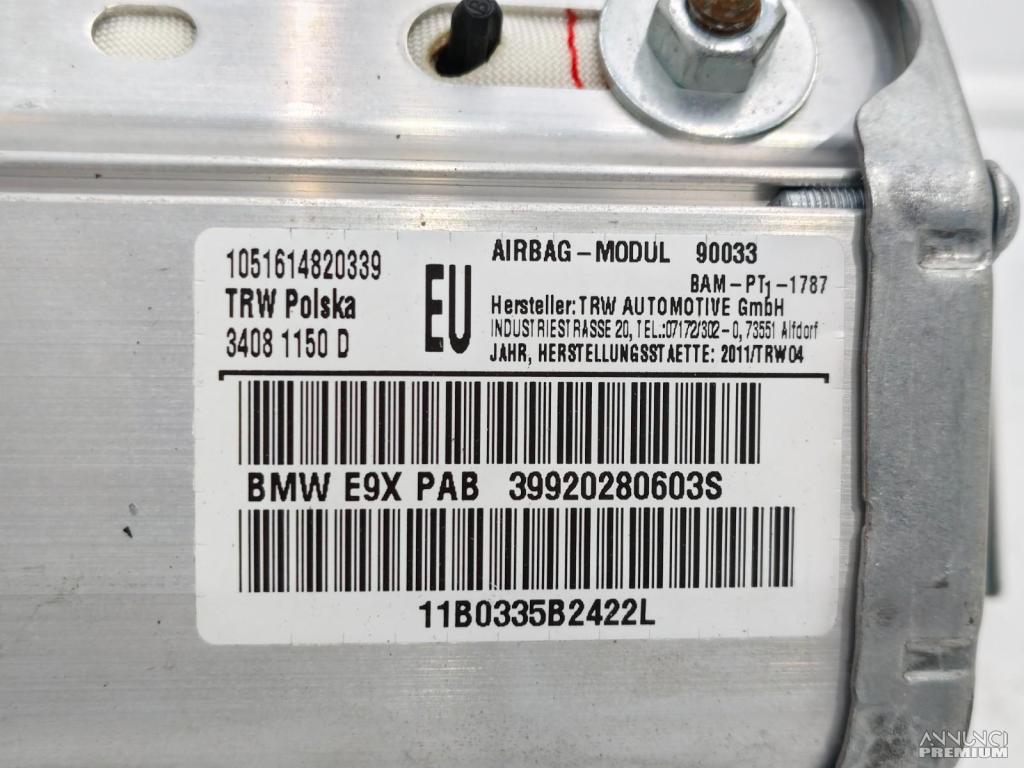 1051614820339
TRW Polska
3408 1150 D
EU
AIRBAG-MODUL 90033
BAM-PT1-1787
Hersteller: TRW AUTOMOTIVE GmbH
INDUSTRIESTRASSE 20, TEL.:07172/302-0, 73551 Alfdorf
JAHR, HERSTELLUNGSSTAETTE: 2011/TRW04
BMW E9X PAB 39920280603S
11B0335B2422L
ANNUNCI
PREMIUM